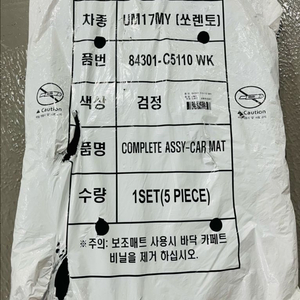 차종 UM17MY (쏘렌토)
품번 84301-C5110 WK
색상 검정
Caution
Caution
품명 COMPLETE ASSY-CAR MAT
수량 1SET(5 PIECE)
※주의: 보조매트 사용시 바닥 카페트
비닐을 제거 하십시오.